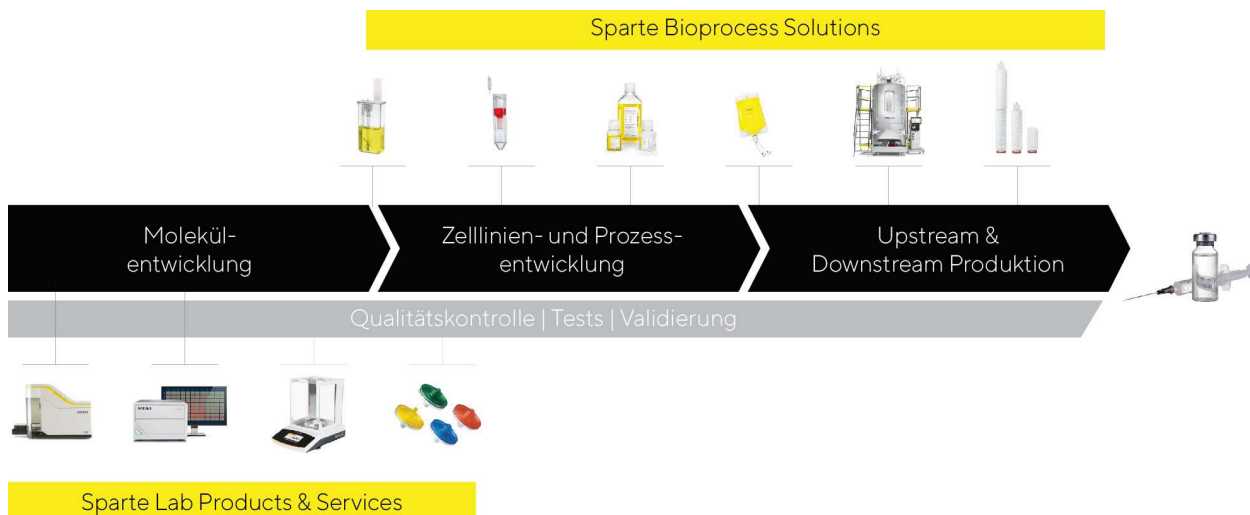 Sparte Bioprocess Solutions
Molekül-
entwicklung
Zelllinien- und Prozess-
entwicklung
Upstream &
Downstream Produktion
Qualitätskontrolle | Tests | Validierung
Sparte Lab Products & Services